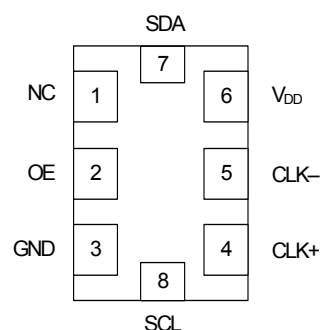 SDA
7
NC 1 6 VDD
OE 2 5 CLK–
GND 3 4 CLK+
8
SCL